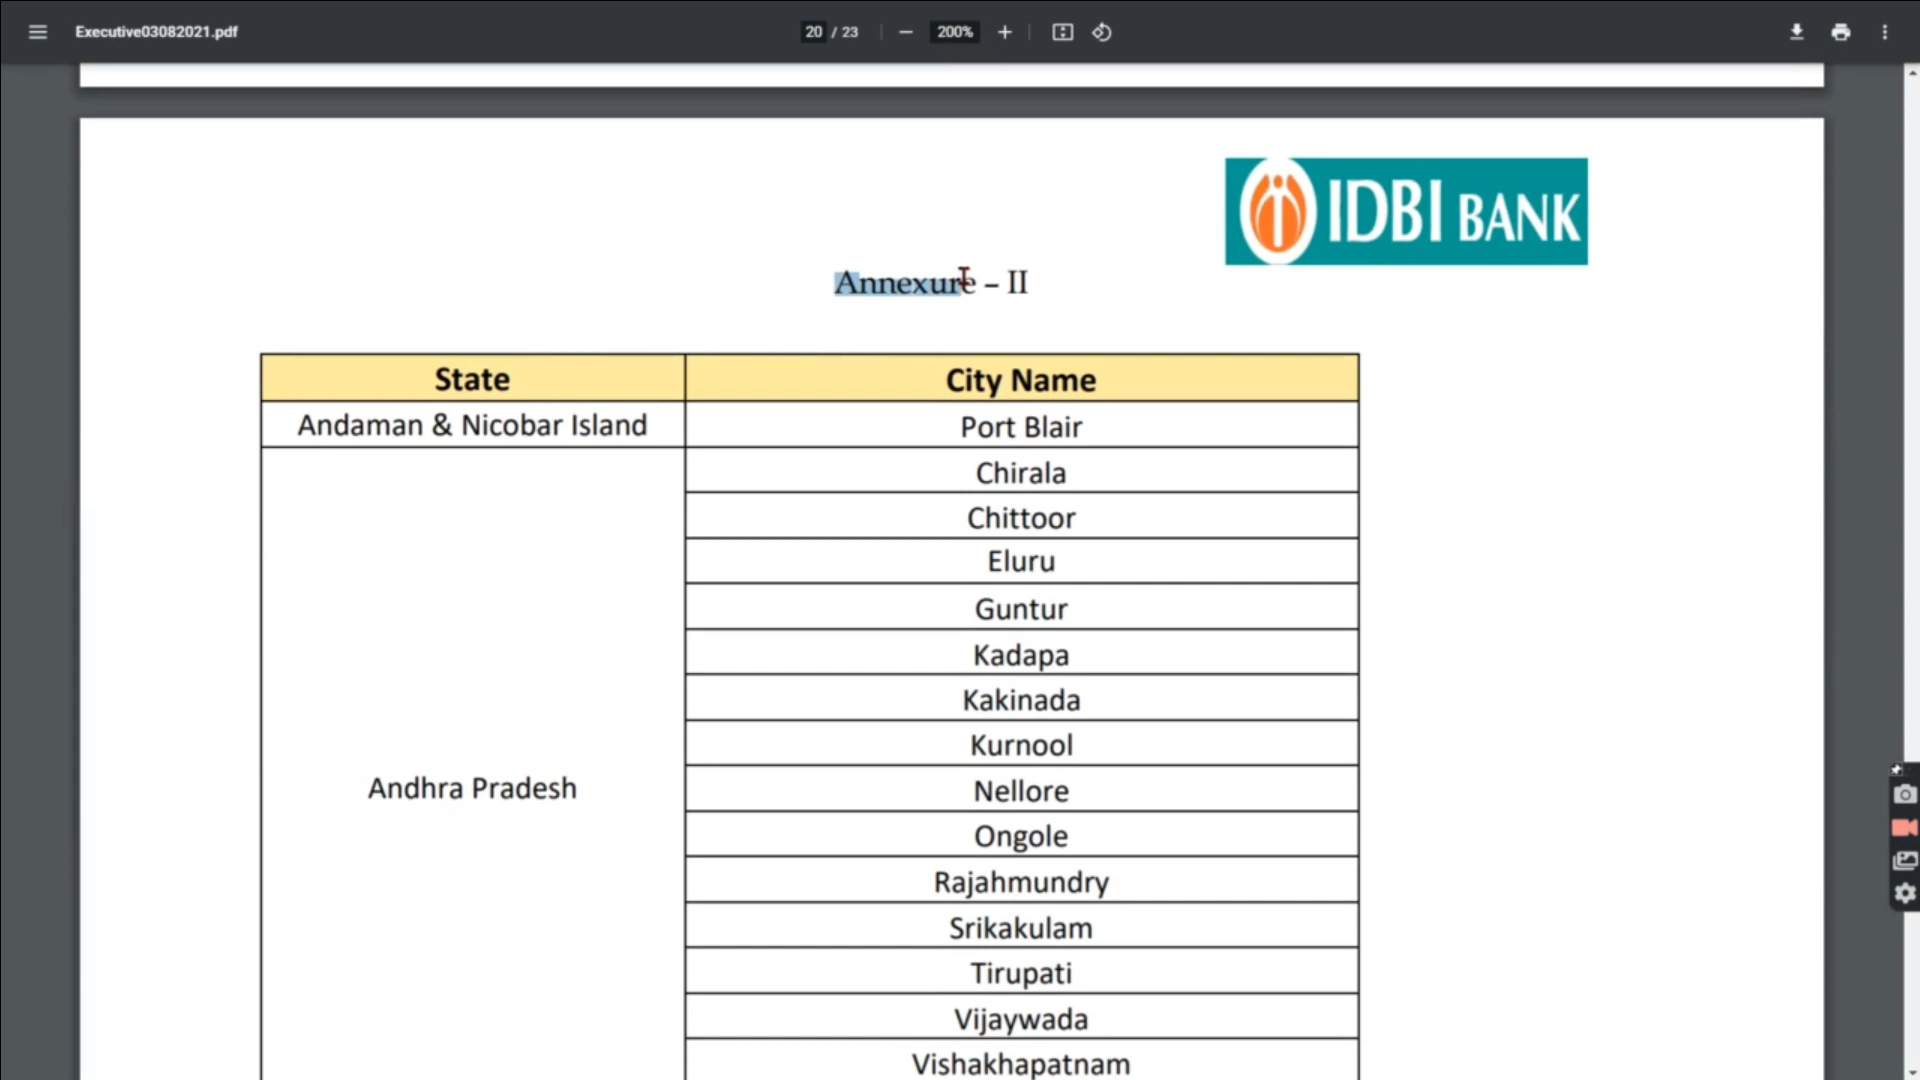 Executive03082021.pdf
20 / 23
200%
IDBI BANK
Annexure – II
State City Name
Andaman & Nicobar Island Port Blair
Chirala
Chittoor
Eluru
Guntur
Kadapa
Kakinada
Kurnool
Andhra Pradesh Nellore
Ongole
Rajahmundry
Srikakulam
Tirupati
Vijaywada
Vishakhapatnam